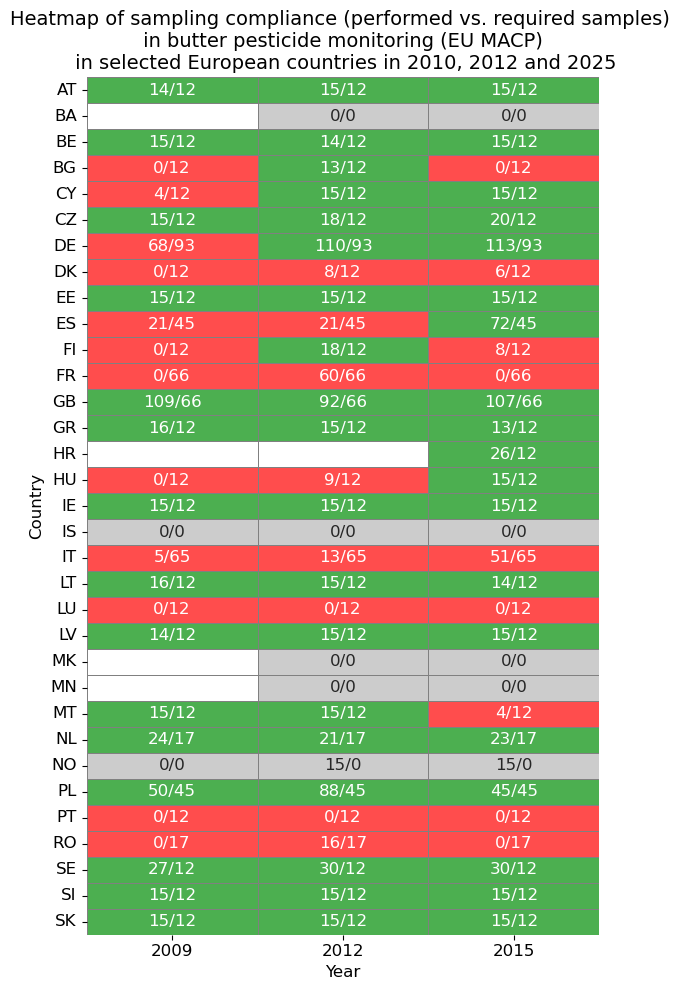 Heatmap of sampling compliance (performed vs. required samples)
in butter pesticide monitoring (EU MACP)
in selected European countries in 2010, 2012 and 2025
AT 14/12 15/12 15/12
BA 0/0 0/0
BE 15/12 14/12 15/12
BG 0/12 13/12 0/12
CY 4/12 15/12 15/12
CZ 15/12 18/12 20/12
DE 68/93 110/93 113/93
DK 0/12 8/12 6/12
EE 15/12 15/12 15/12
ES 21/45 21/45 72/45
FI 0/12 18/12 8/12
FR 0/66 60/66 0/66
GB 109/66 92/66 107/66
GR 16/12 15/12 13/12
HR 26/12
HU 0/12 9/12 15/12
IE 15/12 15/12 15/12
IS 0/0 0/0 0/0
IT 5/65 13/65 51/65
LT 16/12 15/12 14/12
LU 0/12 0/12 0/12
LV 14/12 15/12 15/12
MK 0/0 0/0
MN 0/0 0/0
MT 15/12 15/12 4/12
NL 24/17 21/17 23/17
NO 0/0 15/0 15/0
PL 50/45 88/45 45/45
PT 0/12 0/12 0/12
RO 0/17 16/17 0/17
SE 27/12 30/12 30/12
SI 15/12 15/12 15/12
SK 15/12 15/12 15/12
Country
2009 2012 2015
Year